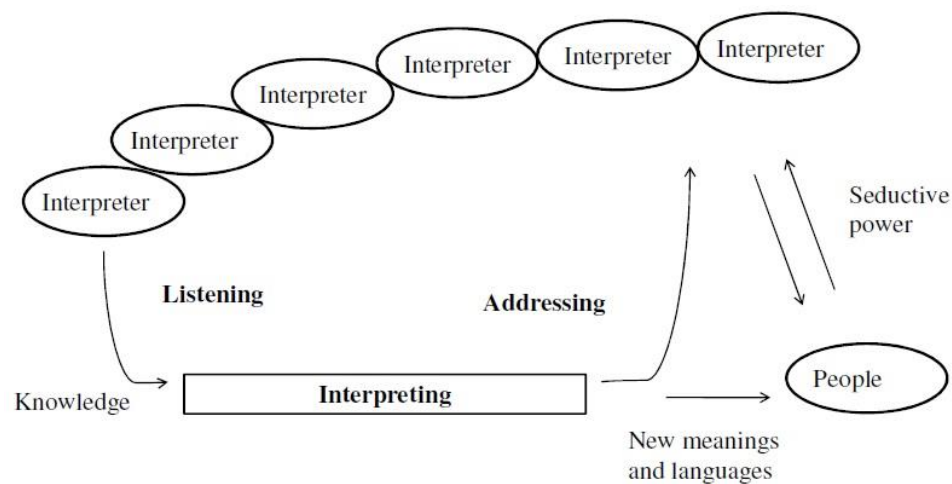 Interpreter
Interpreter
Interpreter
Interpreter
Interpreter
Interpreter
Seductive
power
Listening
Addressing
Knowledge
Interpreting
People
New meanings
and languages